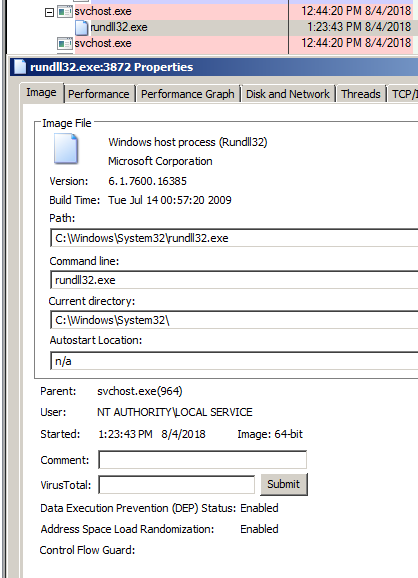 svchost.exe 12:44:20 PM 8/4/2018
rundll32.exe 1:23:43 PM 8/4/2018
svchost.exe 12:44:20 PM 8/4/2018
rundll32.exe:3872 Properties
Image Performance Performance Graph Disk and Network Threads TCP/I
Image File
Windows host process (Rundll32)
Microsoft Corporation
Version: 6.1.7600.16385
Build Time: Tue Jul 14 00:57:20 2009
Path:
C:\Windows\System32\rundll32.exe
Command line:
rundll32.exe
Current directory:
C:\Windows\System32\
Autostart Location:
n/a
Parent: svchost.exe(964)
User: NT AUTHORITY\LOCAL SERVICE
Started: 1:23:43 PM 8/4/2018 Image: 64-bit
Comment:
VirusTotal: Submit
Data Execution Prevention (DEP) Status: Enabled
Address Space Load Randomization: Enabled
Control Flow Guard: